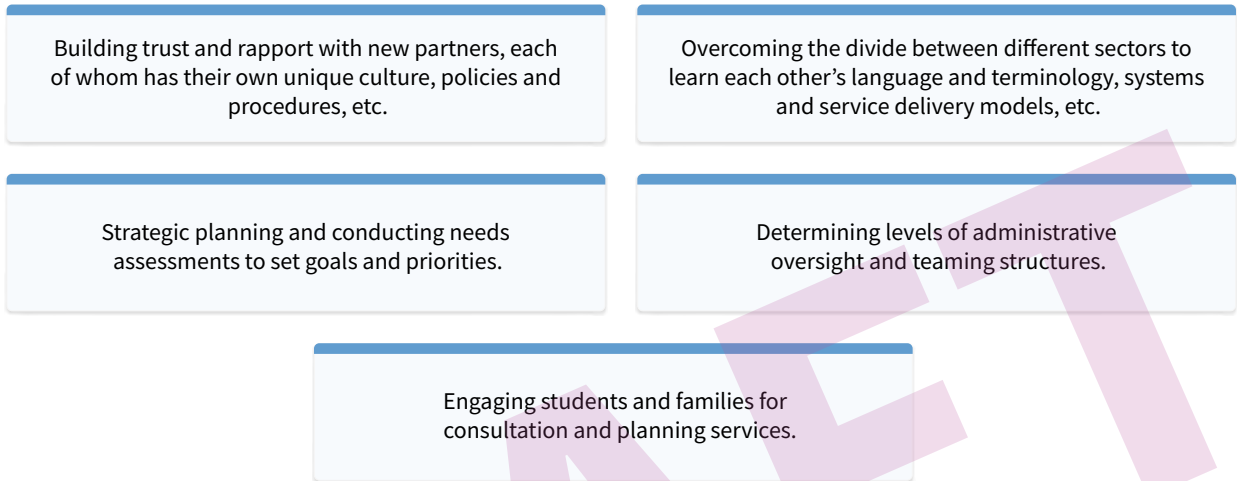 Building trust and rapport with new partners, each
of whom has their own unique culture, policies and
procedures, etc.
Overcoming the divide between different sectors to
learn each other’s language and terminology, systems
and service delivery models, etc.
Strategic planning and conducting needs
assessments to set goals and priorities.
Determining levels of administrative
oversight and teaming structures.
Engaging students and families for
consultation and planning services.